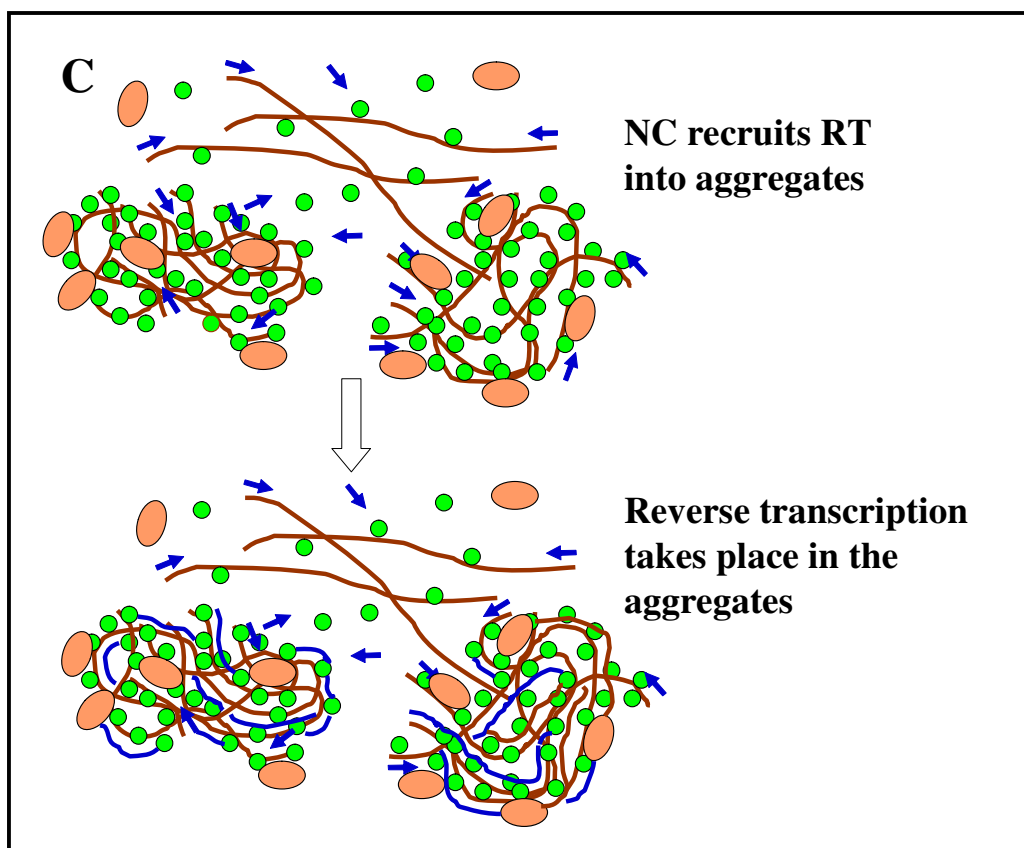 C
NC recruits RT
into aggregates
Reverse transcription
takes place in the
aggregates